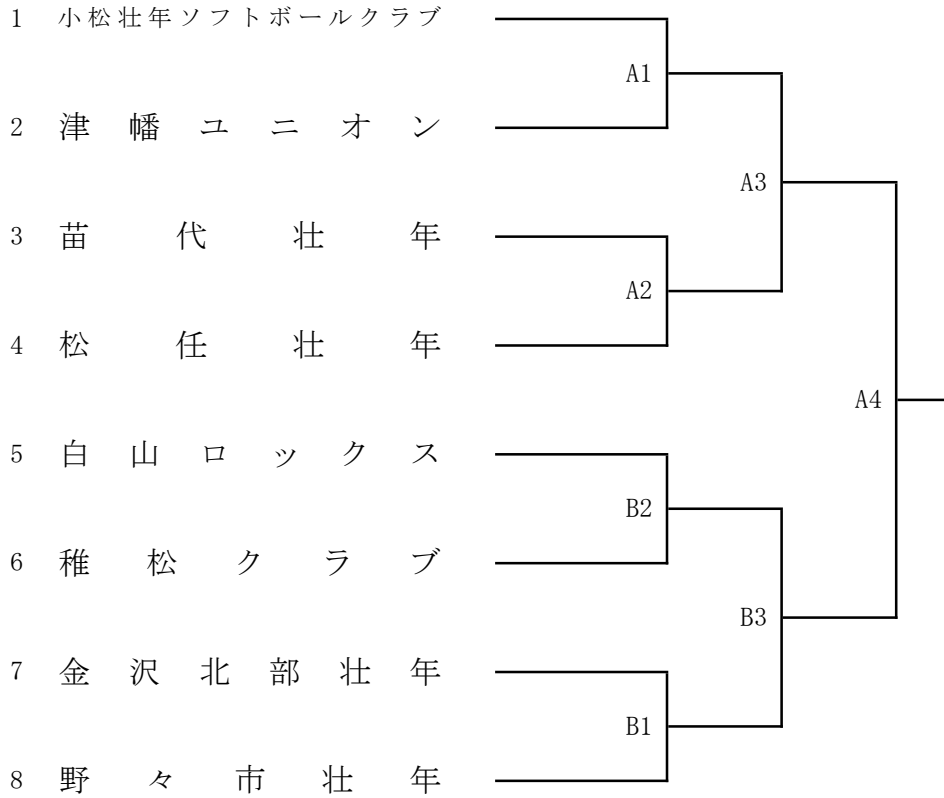 1 小松壮年ソフトボールクラブ
A1
2 津幡ユニオン
A3
3 苗代壮年
A2
4 松任壮年
A4
5 白山ロックス
B2
6 稚松クラブ
B3
7 金沢北部壮年
B1
8 野々市壮年